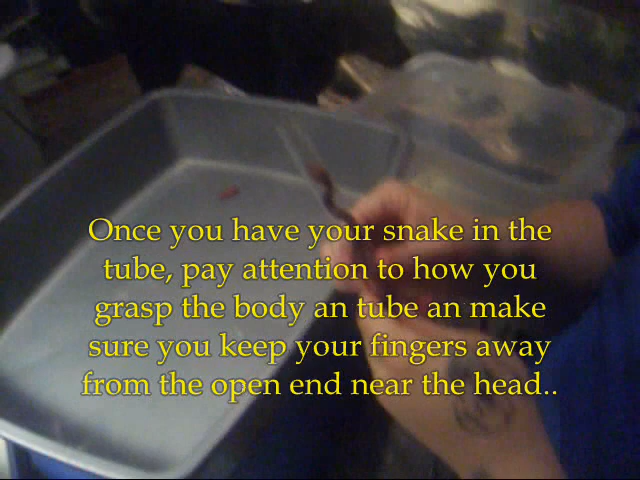 Once you have your snake in the
tube, pay attention to how you
grasp the body an tube an make
sure you keep your fingers away
from the open end near the head..